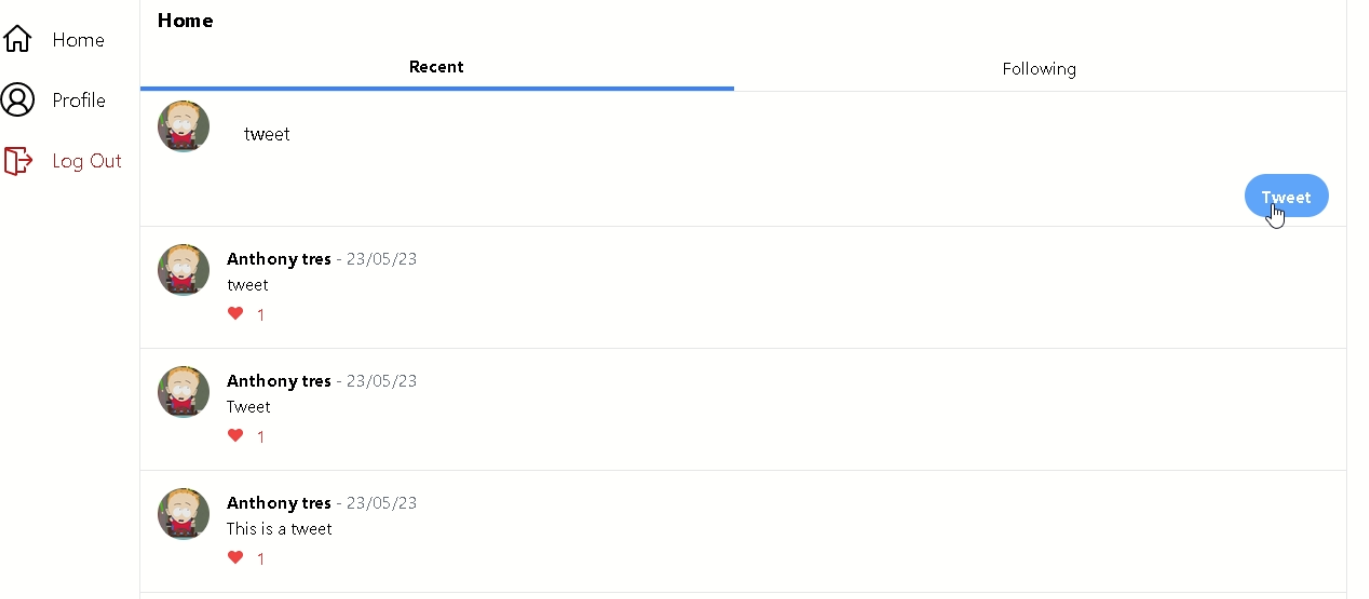 Home
Profile
Log Out
Home
Recent
Following
tweet
Tweet
Anthony tres - 23/05/23
tweet
1
Anthony tres - 23/05/23
Tweet
1
Anthony tres - 23/05/23
This is a tweet
1